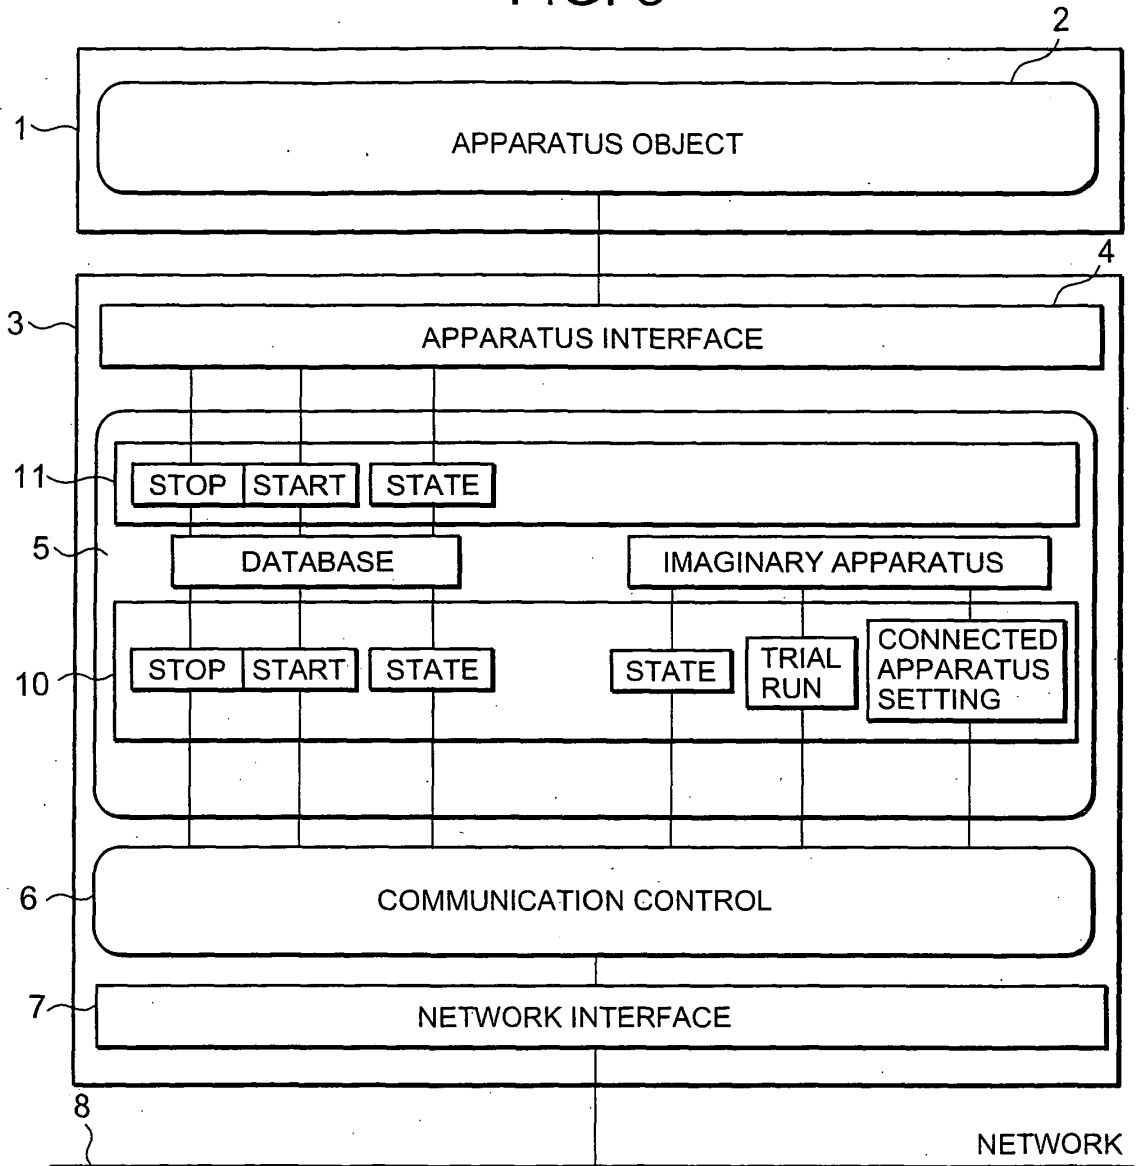 2
1
APPARATUS OBJECT
4
3
APPARATUS INTERFACE
11
STOP START STATE
5
DATABASE IMAGINARY APPARATUS
10
STOP START STATE STATE
TRIAL
RUN
CONNECTED
APPARATUS
SETTING
6
COMMUNICATION CONTROL
7
NETWORK INTERFACE
8
NETWORK